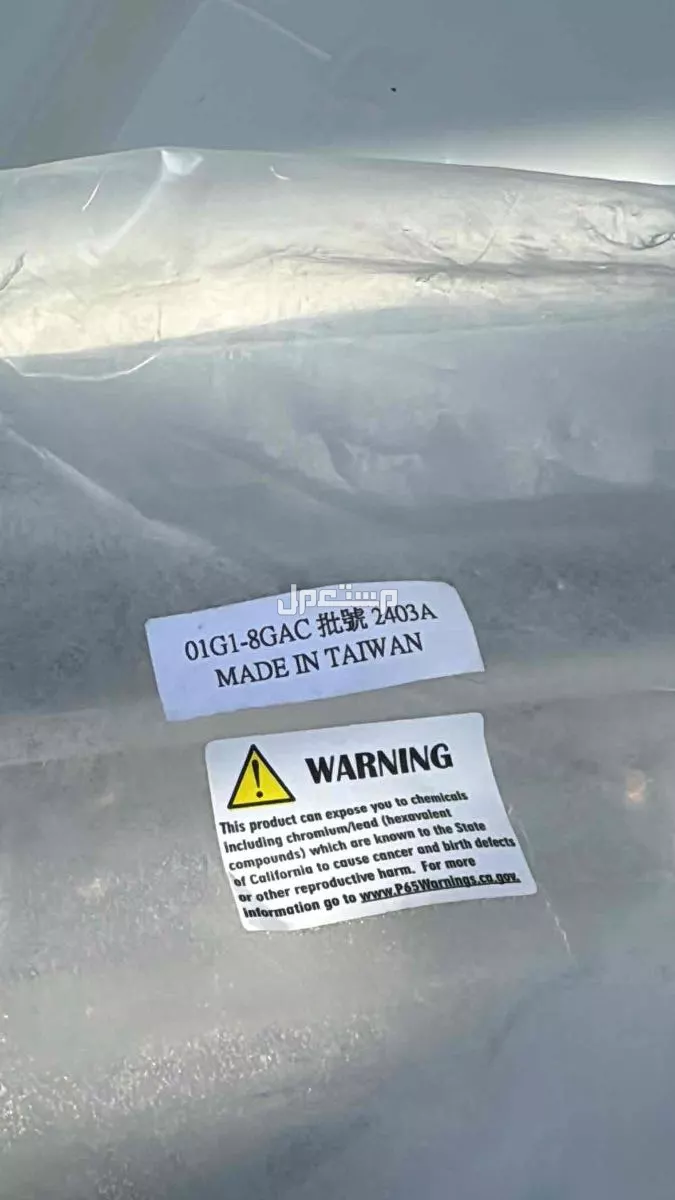 مستعمل
01G1-8GAC 批號 2403A
MADE IN TAIWAN
WARNING
This product can expose you to chemicals
including chromium/lead (hexavalent
compounds) which are known to the State
of California to cause cancer and birth defects
or other reproductive harm. For more
information go to www.P65Warnings.ca.gov.